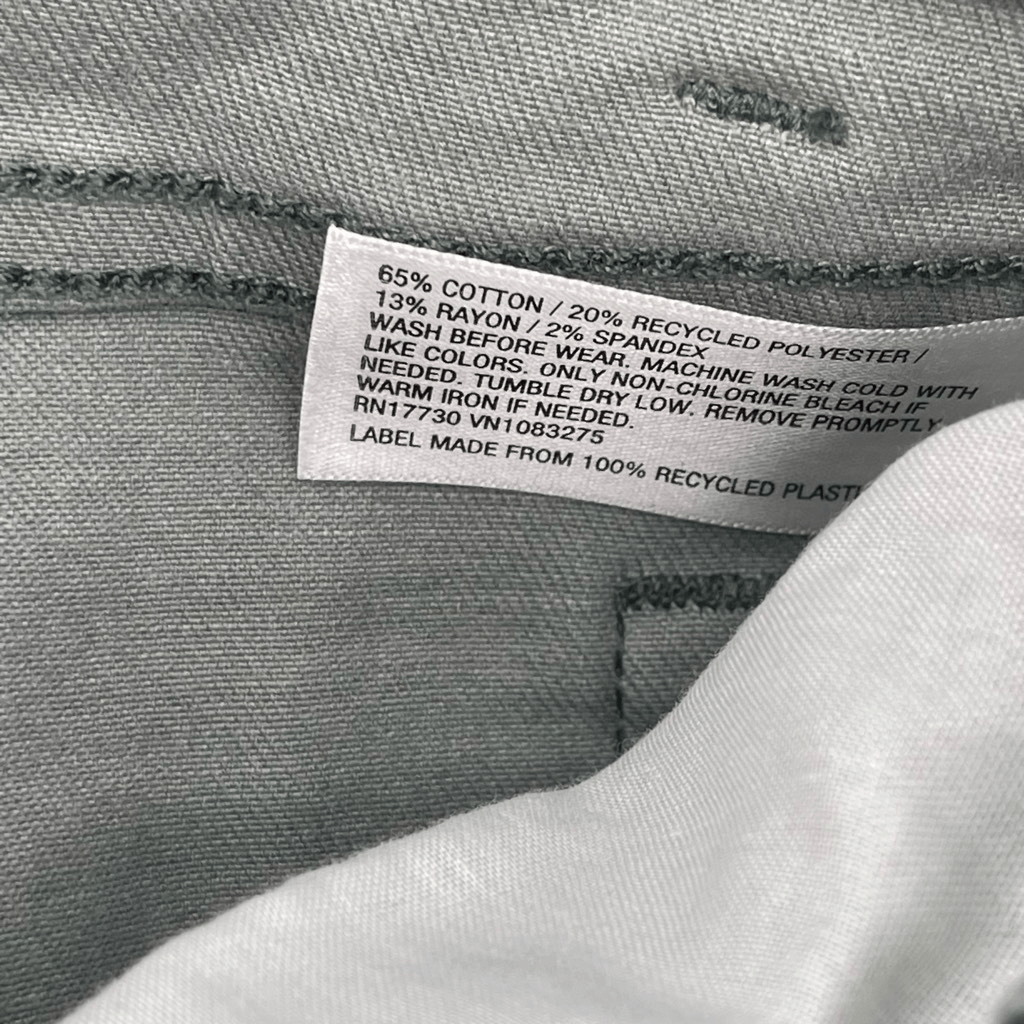 65% COTTON / 20% RECYCLED POLYESTER /
13% RAYON / 2% SPANDEX
WASH BEFORE WEAR. MACHINE WASH COLD WITH
LIKE COLORS. ONLY NON-CHLORINE BLEACH IF
NEEDED. TUMBLE DRY LOW. REMOVE PROMPTLY.
WARM IRON IF NEEDED.
RN17730 VN1083275
LABEL MADE FROM 100% RECYCLED